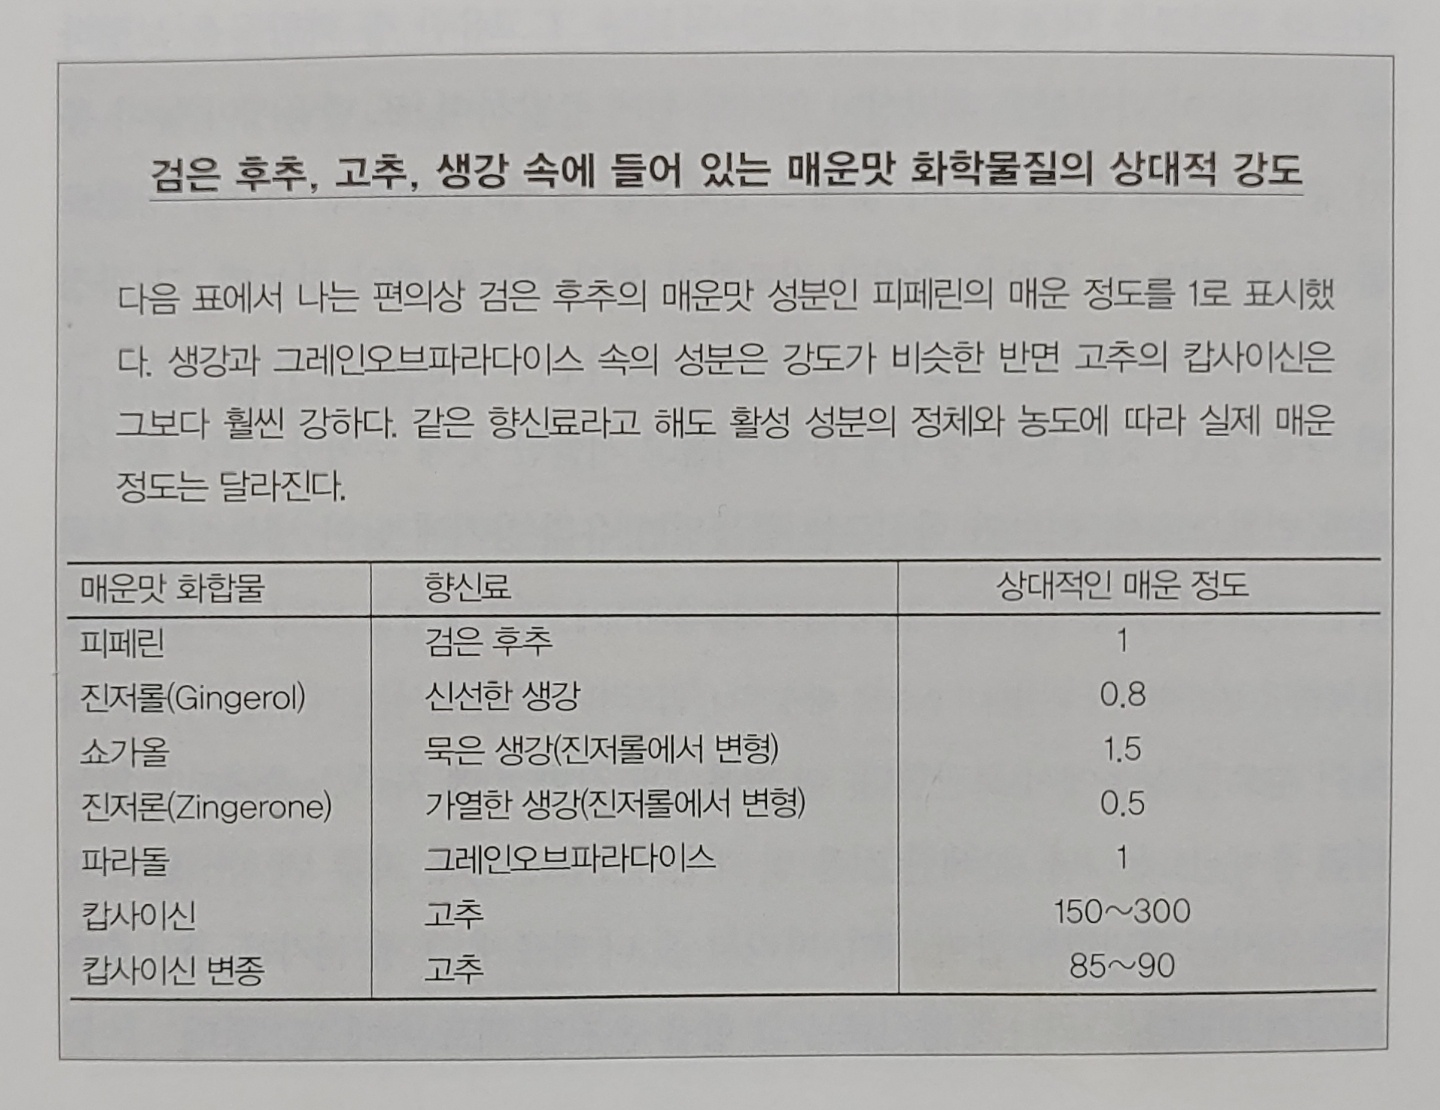 검은 후추, 고추, 생강 속에 들어 있는 매운맛 화학물질의 상대적 강도
다음 표에서 나는 편의상 검은 후추의 매운맛 성분인 피페린의 매운 정도를 1로 표시했
다. 생강과 그레인오브파라다이스 속의 성분은 강도가 비슷한 반면 고추의 캅사이신은
그보다 훨씬 강하다. 같은 향신료라고 해도 활성 성분의 정체와 농도에 따라 실제 매운
정도는 달라진다.
매운맛 화합물 향신료 상대적인 매운 정도
피페린 검은 후추 1
진저롤(Gingerol) 신선한 생강 0.8
쇼가올 묵은 생강(진저롤에서 변형) 1.5
진저론(Zingerone) 가열한 생강(진저롤에서 변형) 0.5
파라돌 그레인오브파라다이스 1
캅사이신 고추 150~300
캅사이신 변종 고추 85~90